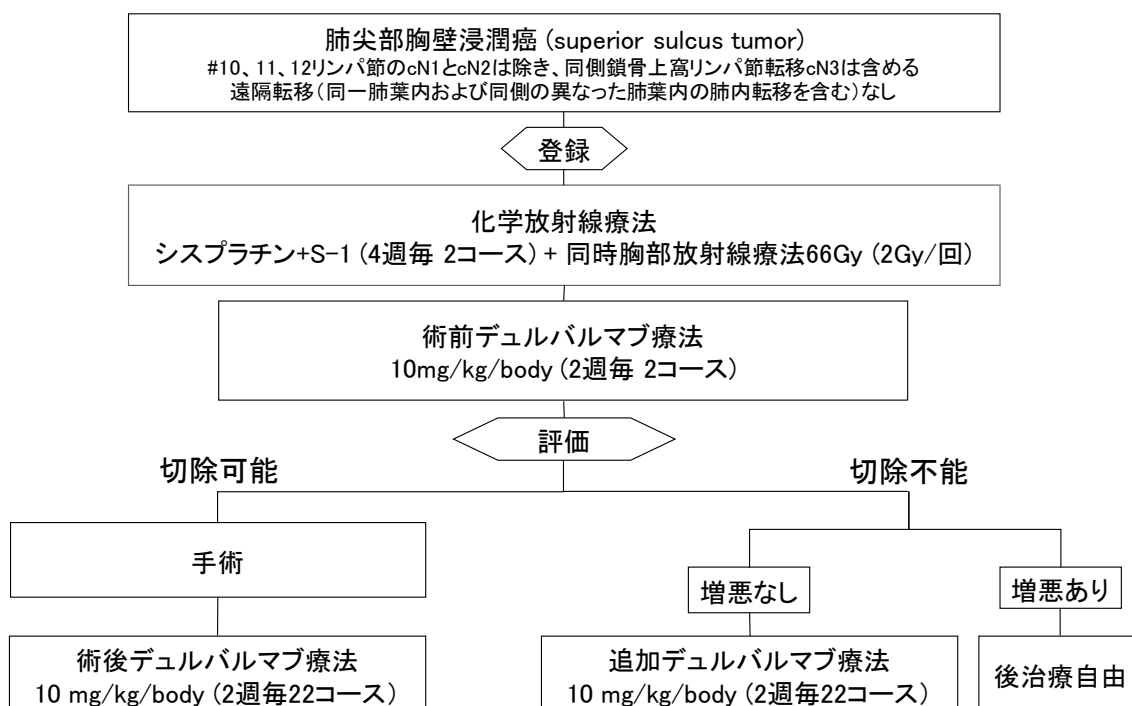 肺尖部胸壁浸潤癌 (superior sulcus tumor)
#10、11、12リンパ節のcN1とcN2は除き、同側鎖骨上窩リンパ節転移cN3は含める
遠隔転移(同一肺葉内および同側の異なった肺葉内の肺内転移を含む)なし
登録
化学放射線療法
シスプラチン+S-1 (4週毎 2コース) + 同時胸部放射線療法66Gy (2Gy/回)
術前デュルバルマブ療法
10mg/kg/body (2週毎 2コース)
評価
切除可能
切除不能
手術
増悪なし
増悪あり
術後デュルバルマブ療法
10 mg/kg/body (2週毎22コース)
追加デュルバルマブ療法
10 mg/kg/body (2週毎22コース)
後治療自由